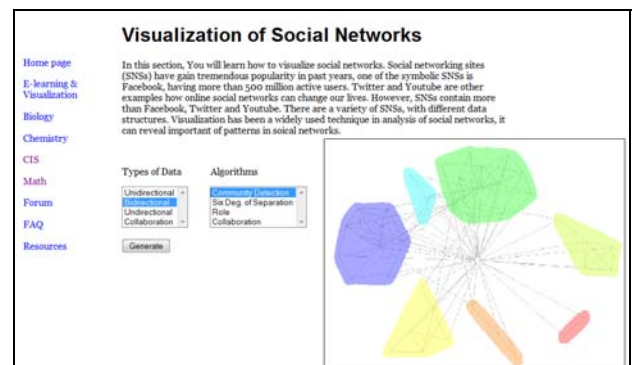 Visualization of Social Networks
Home page
E-learning &
Visualization
Biology
Chemistry
CIS
Math
Forum
FAQ
Resources
In this section, You will learn how to visualize social networks. Social networking sites
(SNSs) have gain tremendous popularity in past years, one of the symbolic SNSs is
Facebook, having more than 500 million active users. Twitter and Youtube are other
examples how online social networks can change our lives. However, SNSs contain more
than Facebook, Twitter and Youtube. There are a variety of SNSs, with different data
structures. Visualization has been a widely used technique in analysis of social networks, it
can reveal important of patterns in soical networks.
Types of Data
Unidirectional
Bidirectional
Undirectional
Collaboration
Algorithms
Community Detection
Six Deg. of Separation
Role
Collaboration
Generate